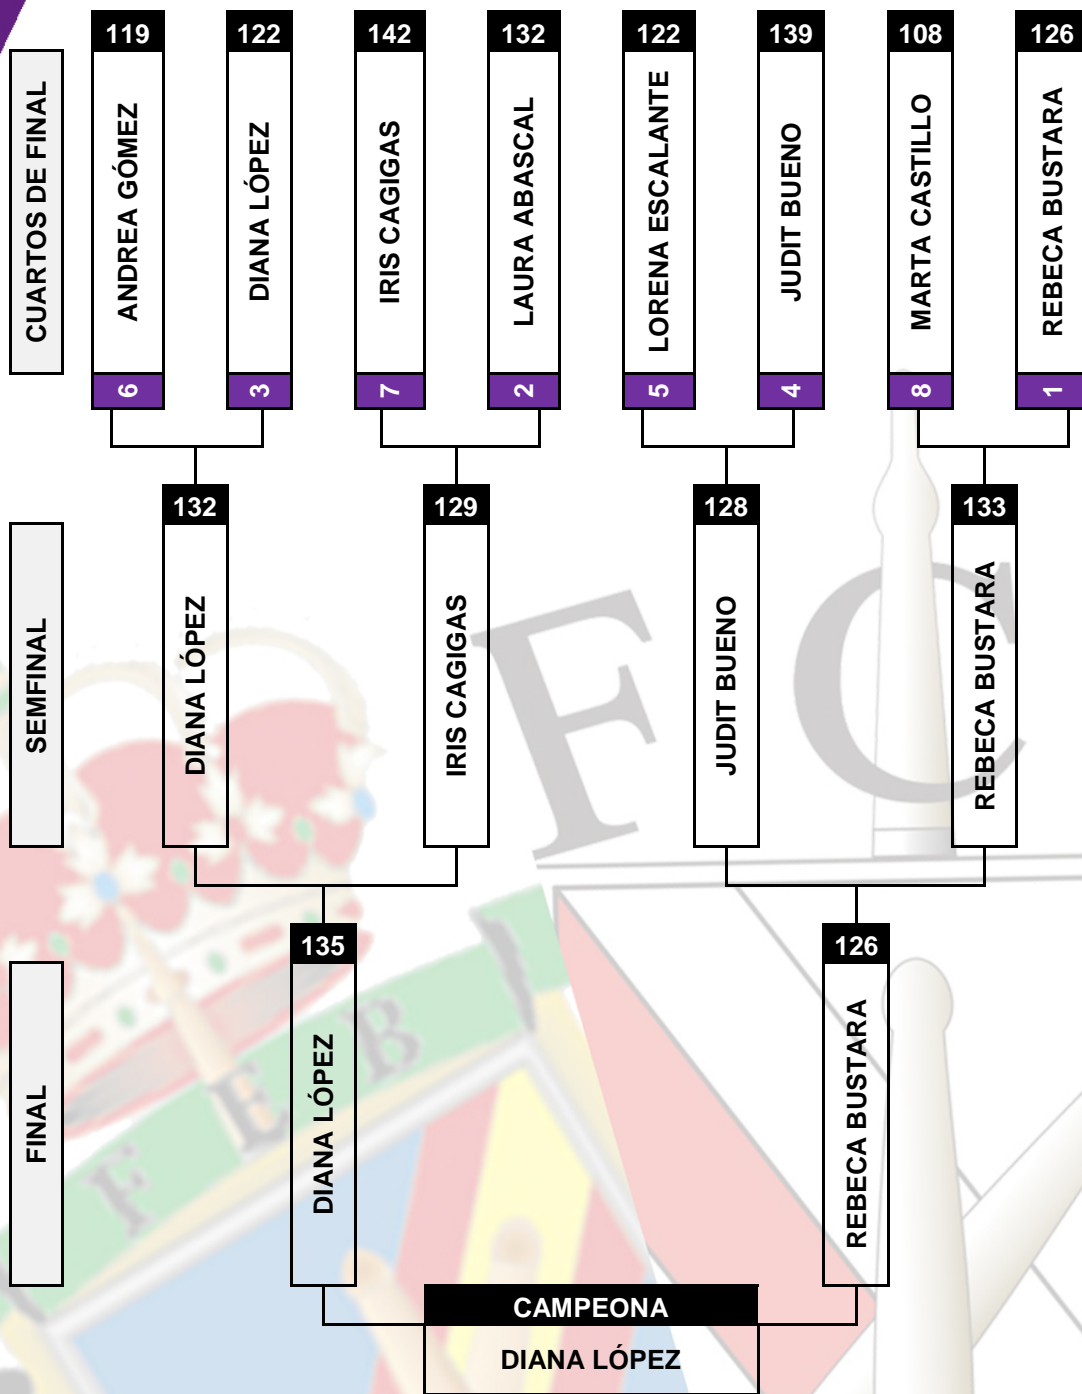 119 122 142 132 122 139 108 126
CUARTOS DE FINAL
ANDREA GÓMEZ
DIANA LÓPEZ
IRIS CAGIGAS
LAURA ABASCAL
LORENA ESCALANTE
JUDIT BUENO
MARTA CASTILLO
REBECA BUSTARA
6 3 7 2 5 4 8 1
132 129 128 133
SEMFINAL
DIANA LÓPEZ
IRIS CAGIGAS
JUDIT BUENO
REBECA BUSTARA
F C
135 126
FINAL
DIANA LÓPEZ
REBECA BUSTARA
F E B
CAMPEONA
DIANA LÓPEZ